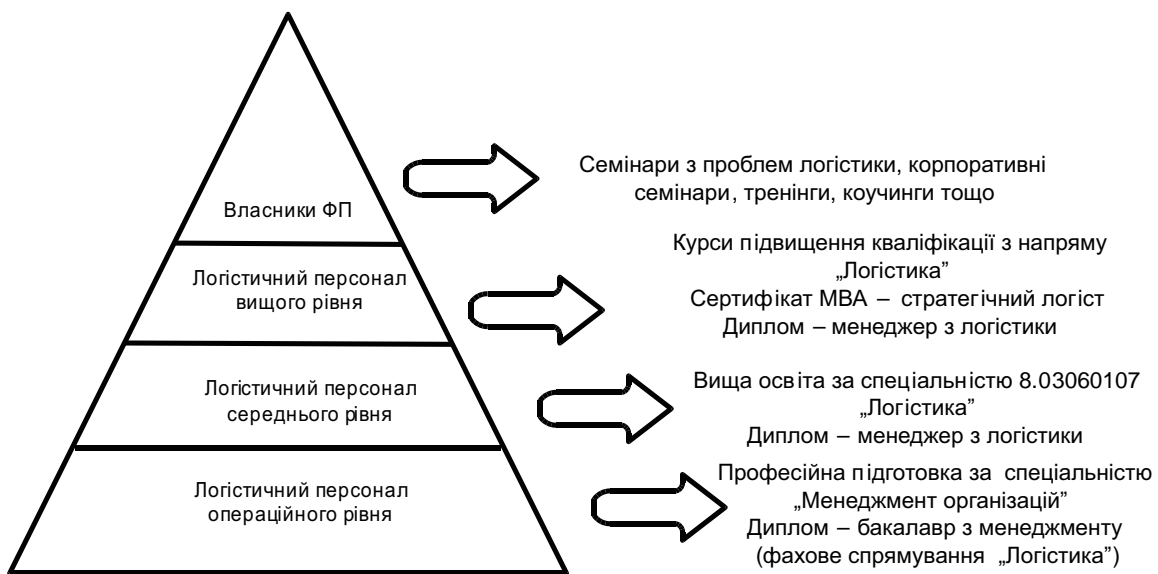 Власники ФП
Семінари з проблем логістики, корпоративні
семінари, тренінги, коучинги тощо
Логістичний персонал
вищого рівня
Курси підвищення кваліфікації з напряму
„Логістика”
Сертифікат МВА – стратегічний логіст
Диплом – менеджер з логістики
Логістичний персонал
середнього рівня
Вища освіта за спеціальністю 8.03060107
„Логістика”
Диплом – менеджер з логістики
Логістичний персонал
операційного рівня
Професійна підготовка за спеціальністю
„Менеджмент організацій”
Диплом – бакалавр з менеджменту
(фахове спрямування „Логістика”)